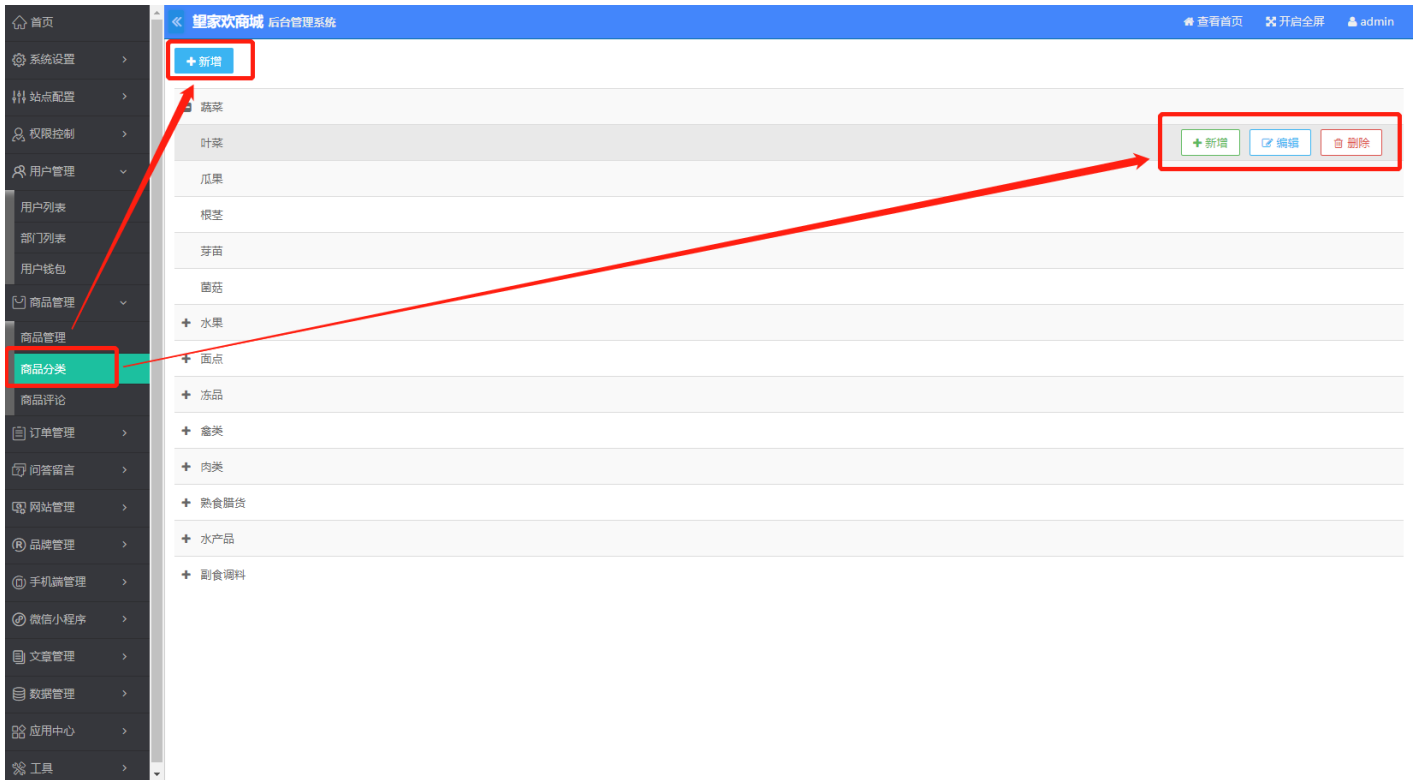 首页
系统设置
站点配置
权限控制
用户管理
用户列表
部门列表
用户钱包
商品管理
商品管理
商品分类
商品评论
订单管理
问答留言
网站管理
品牌管理
手机端管理
微信小程序
文章管理
数据管理
应用中心
工具
望家欢商城 后台管理系统 查看首页 开启全屏 admin
新增
蔬菜
叶菜 新增 编辑 删除
瓜果
根茎
芽苗
菌菇
水果
面点
冻品
禽类
肉类
熟食腊货
水产品
副食调料